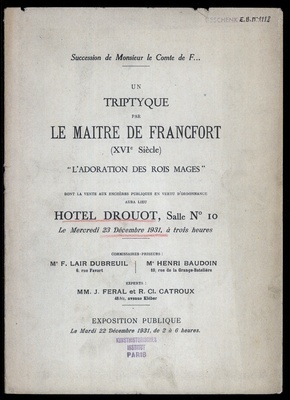 GESCHENK E.B. N° 1112
Succession de Monsieur le Comte de F...
UN
TRIPTYQUE
PAR
LE MAITRE DE FRANCFORT
(XVIe Siècle)
"L'ADORATION DES ROIS MAGES"
DONT LA VENTE AUX ENCHÈRES PUBLIQUES EN VERTU D'ORDONNANCE
AURA LIEU
HOTEL DROUOT, Salle N° 10
Le Mercredi 23 Décembre 1931, à trois heures
COMMISSAIRES-PRISEURS :
Me F. LAIR DUBREUIL
6, rue Favart
Me HENRI BAUDOIN
10, rue de la Grange-Batelière
EXPERTS :
MM. J. FERAL et R. Cl. CATROUX
48 bis, avenue Kléber
EXPOSITION PUBLIQUE
Le Mardi 22 Décembre 1931, de 2 à 6 heures.
KUNSTHISTORISCHES
INSTITUT
PARIS